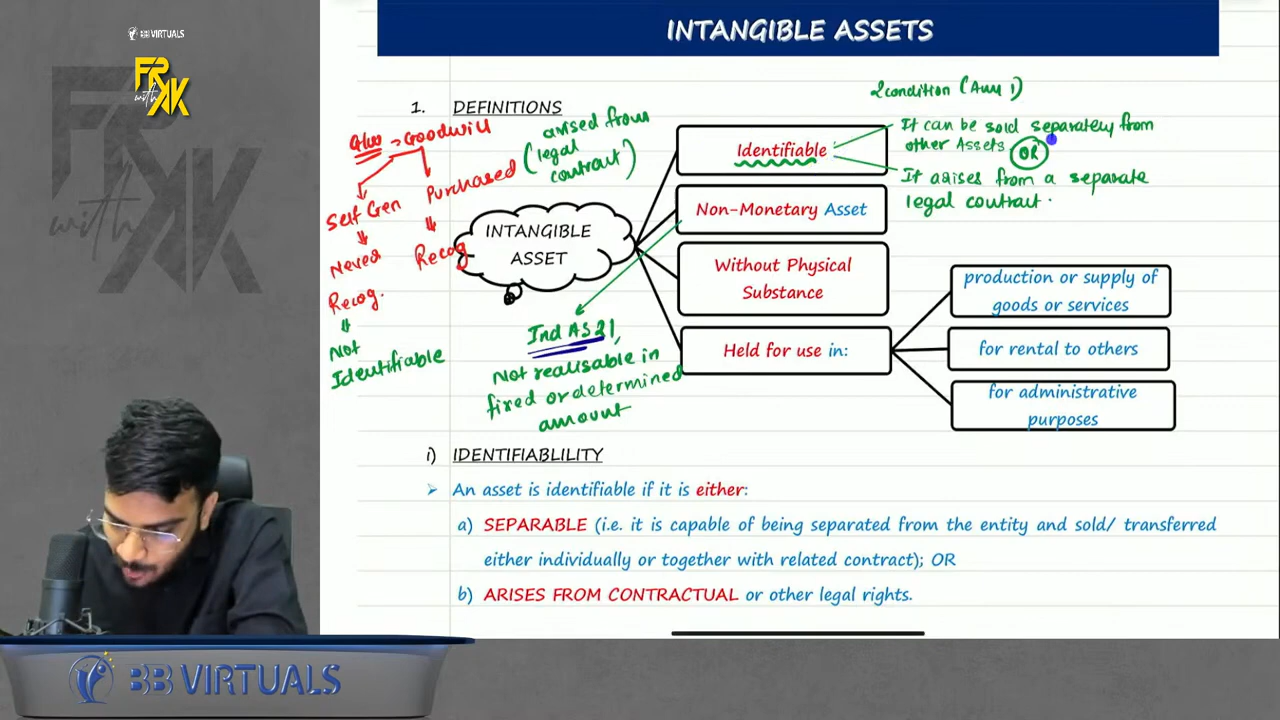 BB VIRTUALS
FR
with
AK
FR
with
AK
INTANGIBLE ASSETS
1. DEFINITIONS
Goodwill
Self Gen
Never
Recog.
Not
Identifiable
Purchased
Recog
(arised from
legal
contract)
INTANGIBLE
ASSET
Identifiable
Non-Monetary Asset
Without Physical
Substance
Held for use in:
2 condition (Any 1)
It can be sold separately from
other Assets OR
It arises from a separate
legal contract.
production or supply of
goods or services
for rental to others
for administrative
purposes
Ind AS 21,
Not realisable in
fixed or determined
amount
i) IDENTIFIABLILITY
➢ An asset is identifiable if it is either:
a) SEPARABLE (i.e. it is capable of being separated from the entity and sold/ transferred
either individually or together with related contract); OR
b) ARISES FROM CONTRACTUAL or other legal rights.
BB VIRTUALS